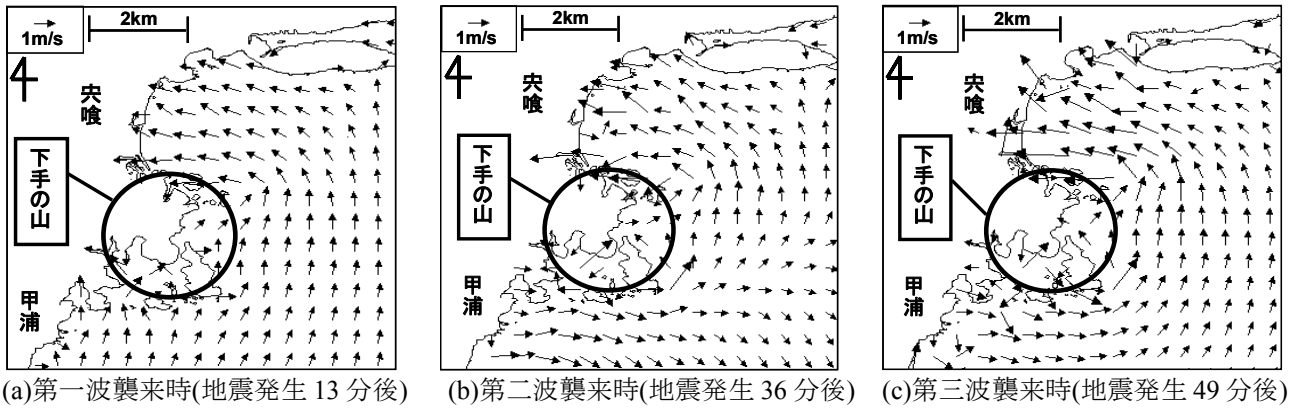 1m/s
2km
宍喰
下手の山
甲浦
(a)第一波襲来時(地震発生 13 分後)
1m/s
2km
宍喰
下手の山
甲浦
(b)第二波襲来時(地震発生 36 分後)
1m/s
2km
宍喰
下手の山
甲浦
(c)第三波襲来時(地震発生 49 分後)